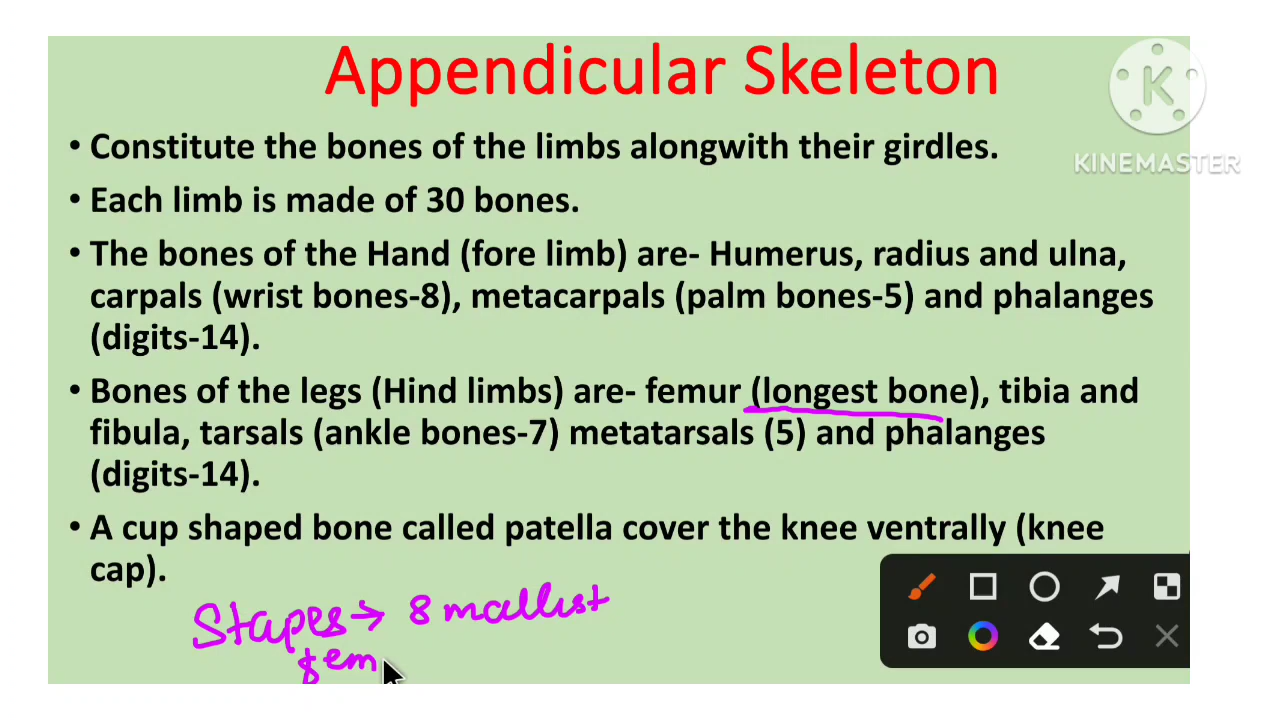 Appendicular Skeleton
K
KINEMASTER
• Constitute the bones of the limbs alongwith their girdles.
• Each limb is made of 30 bones.
• The bones of the Hand (fore limb) are- Humerus, radius and ulna,
carpals (wrist bones-8), metacarpals (palm bones-5) and phalanges
(digits-14).
• Bones of the legs (Hind limbs) are- femur (longest bone), tibia and
fibula, tarsals (ankle bones-7) metatarsals (5) and phalanges
(digits-14).
• A cup shaped bone called patella cover the knee ventrally (knee
cap).
Stapes → smallest
fem